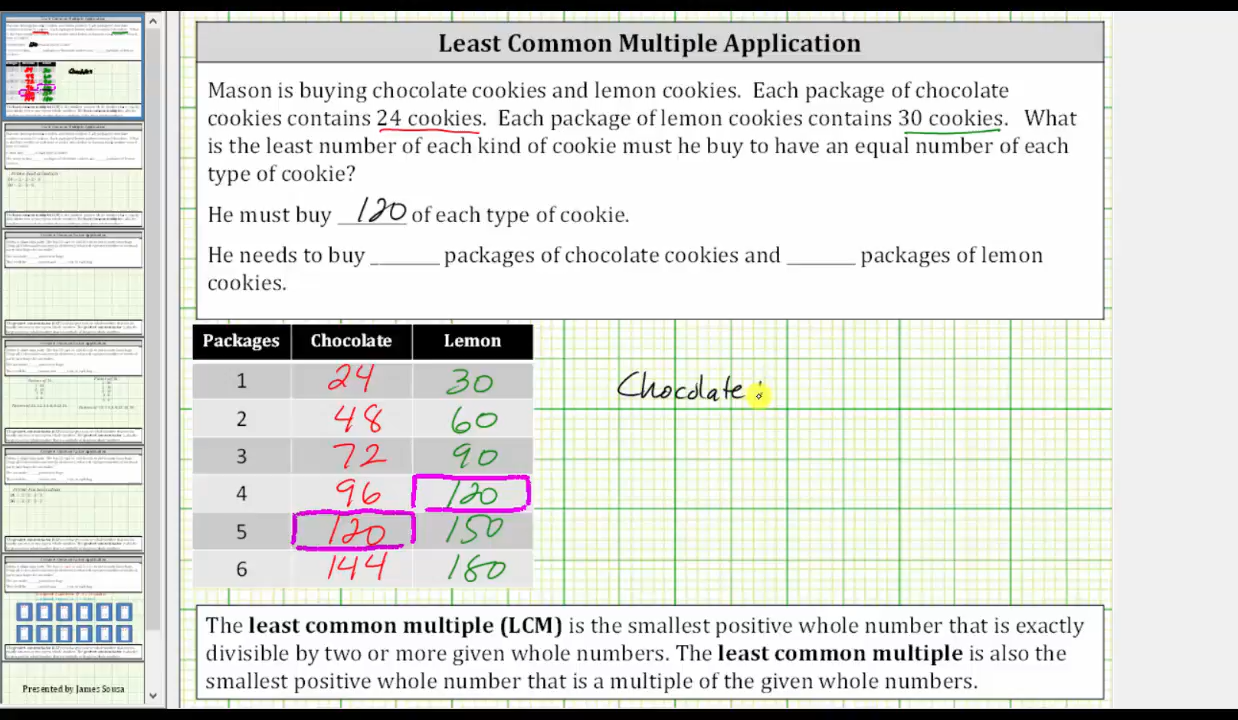 Least Common Multiple Application
Mason is buying chocolate cookies and lemon cookies. Each package of chocolate
cookies contains 24 cookies. Each package of lemon cookies contains 30 cookies. What
is the least number of each kind of cookie must he buy to have an equal number of each
type of cookie?
He must buy 120 of each type of cookie.
He needs to buy ______ packages of chocolate cookies and ______ packages of lemon
cookies.
Packages Chocolate Lemon
1 24 30
2 48 60
3 72 90
4 96 120
5 120 150
6 144 180
Chocolate :
The least common multiple (LCM) is the smallest positive whole number that is exactly
divisible by two or more given whole numbers. The least common multiple is also the
smallest positive whole number that is a multiple of the given whole numbers.
Presented by James Sousa